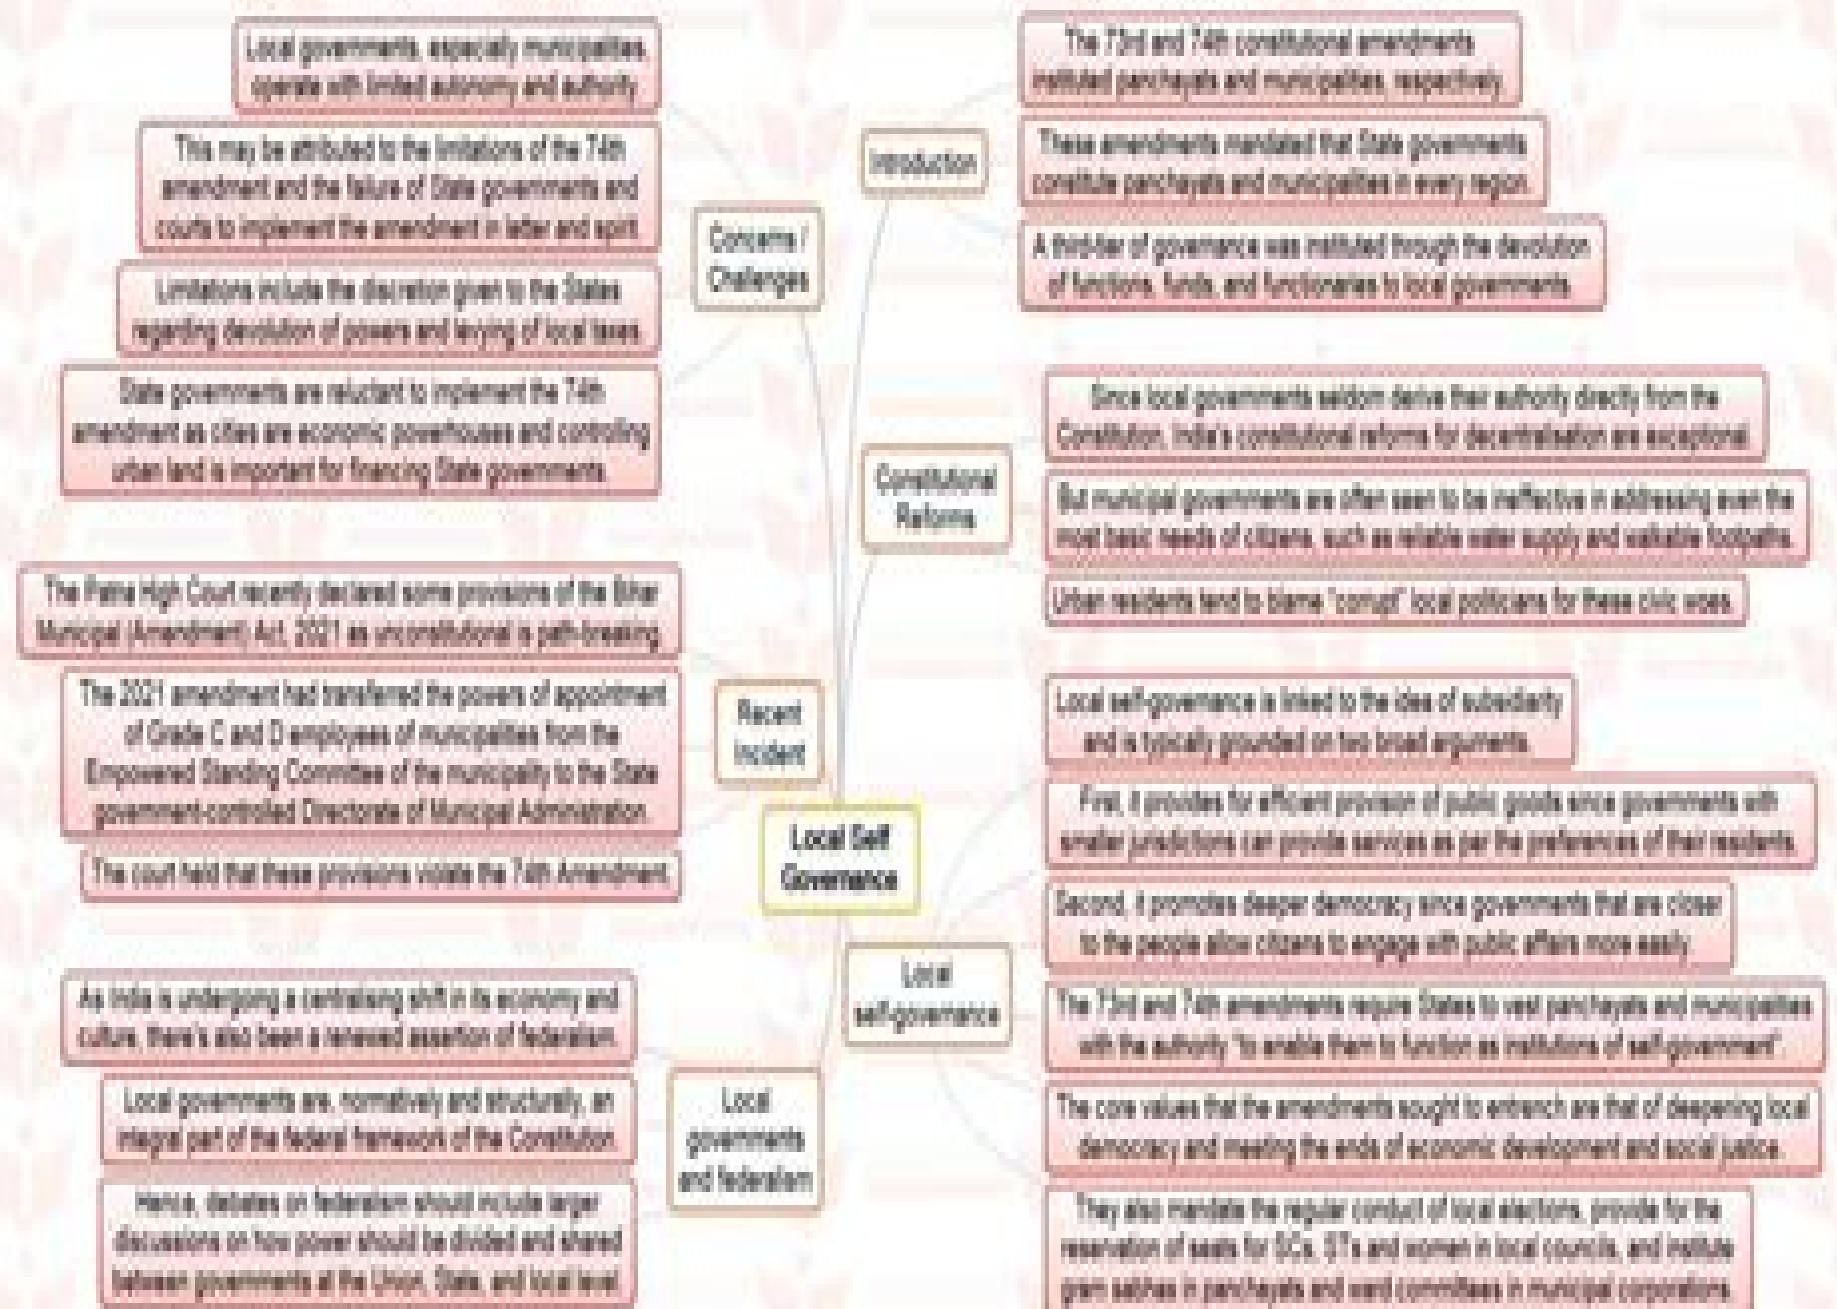 Local Self
Governance
Introduction
The 73rd and 74th constitutional amendments
instituted panchayats and municipalities, respectively.
These amendments mandated that State governments
constitute panchayats and municipalities in every region.
A third-tier of governance was instituted through the devolution
of functions, funds, and functionaries to local governments.
Constitutional
Reforms
Since local governments seldom derive their authority directly from the
Constitution, India's constitutional reforms for decentralisation are exceptional.
But municipal governments are often seen to be ineffective in addressing even the
most basic needs of citizens, such as reliable water supply and walkable footpaths.
Urban residents tend to blame "corrupt" local politicians for these civic woes.
Local
self-governance
Local self-governance is linked to the idea of subsidiarity
and is typically grounded on two broad arguments.
First, it provides for efficient provision of public goods since governments with
smaller jurisdictions can provide services as per the preferences of their residents.
Second, it promotes deeper democracy since governments that are closer
to the people allow citizens to engage with public affairs more easily.
The 73rd and 74th amendments require States to vest panchayats and municipalities
with the authority "to enable them to function as institutions of self-government".
The core values that the amendments sought to entrench are that of deepening local
democracy and meeting the ends of economic development and social justice.
They also mandate the regular conduct of local elections, provide for the
reservation of seats for SCs, STs and women in local councils, and institute
gram sabhas in panchayats and ward committees in municipal corporations.
Concerns /
Challenges
Local governments, especially municipalities,
operate with limited autonomy and authority.
This may be attributed to the limitations of the 74th
amendment and the failure of State governments and
courts to implement the amendment in letter and spirit.
Limitations include the discretion given to the States
regarding devolution of powers and levying of local taxes.
State governments are reluctant to implement the 74th
amendment as cities are economic powerhouses and controlling
urban land is important for financing State governments.
Recent
Incident
The Patna High Court recently declared some provisions of the Bihar
Municipal (Amendment) Act, 2021 as unconstitutional is path-breaking.
The 2021 amendment had transferred the powers of appointment
of Grade C and D employees of municipalities from the
Empowered Standing Committee of the municipality to the State
government-controlled Directorate of Municipal Administration.
The court held that these provisions violate the 74th Amendment.
Local
governments
and federalism
As India is undergoing a centralising shift in its economy and
culture, there's also been a renewed assertion of federalism.
Local governments are, normatively and structurally, an
integral part of the federal framework of the Constitution.
Hence, debates on federalism should include larger
discussions on how power should be divided and shared
between governments at the Union, State, and local level.